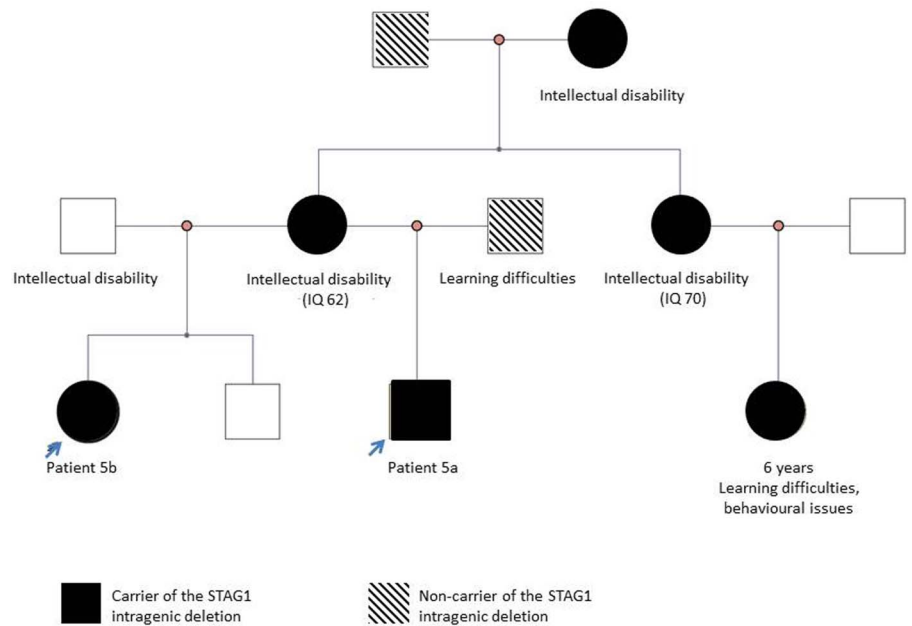 Intellectual disability
Intellectual disability
Intellectual disability
(IQ 62)
Learning difficulties
Intellectual disability
(IQ 70)
Patient 5b
Patient 5a
6 years
Learning difficulties,
behavioural issues
Carrier of the STAG1
intragenic deletion
Non-carrier of the STAG1
intragenic deletion